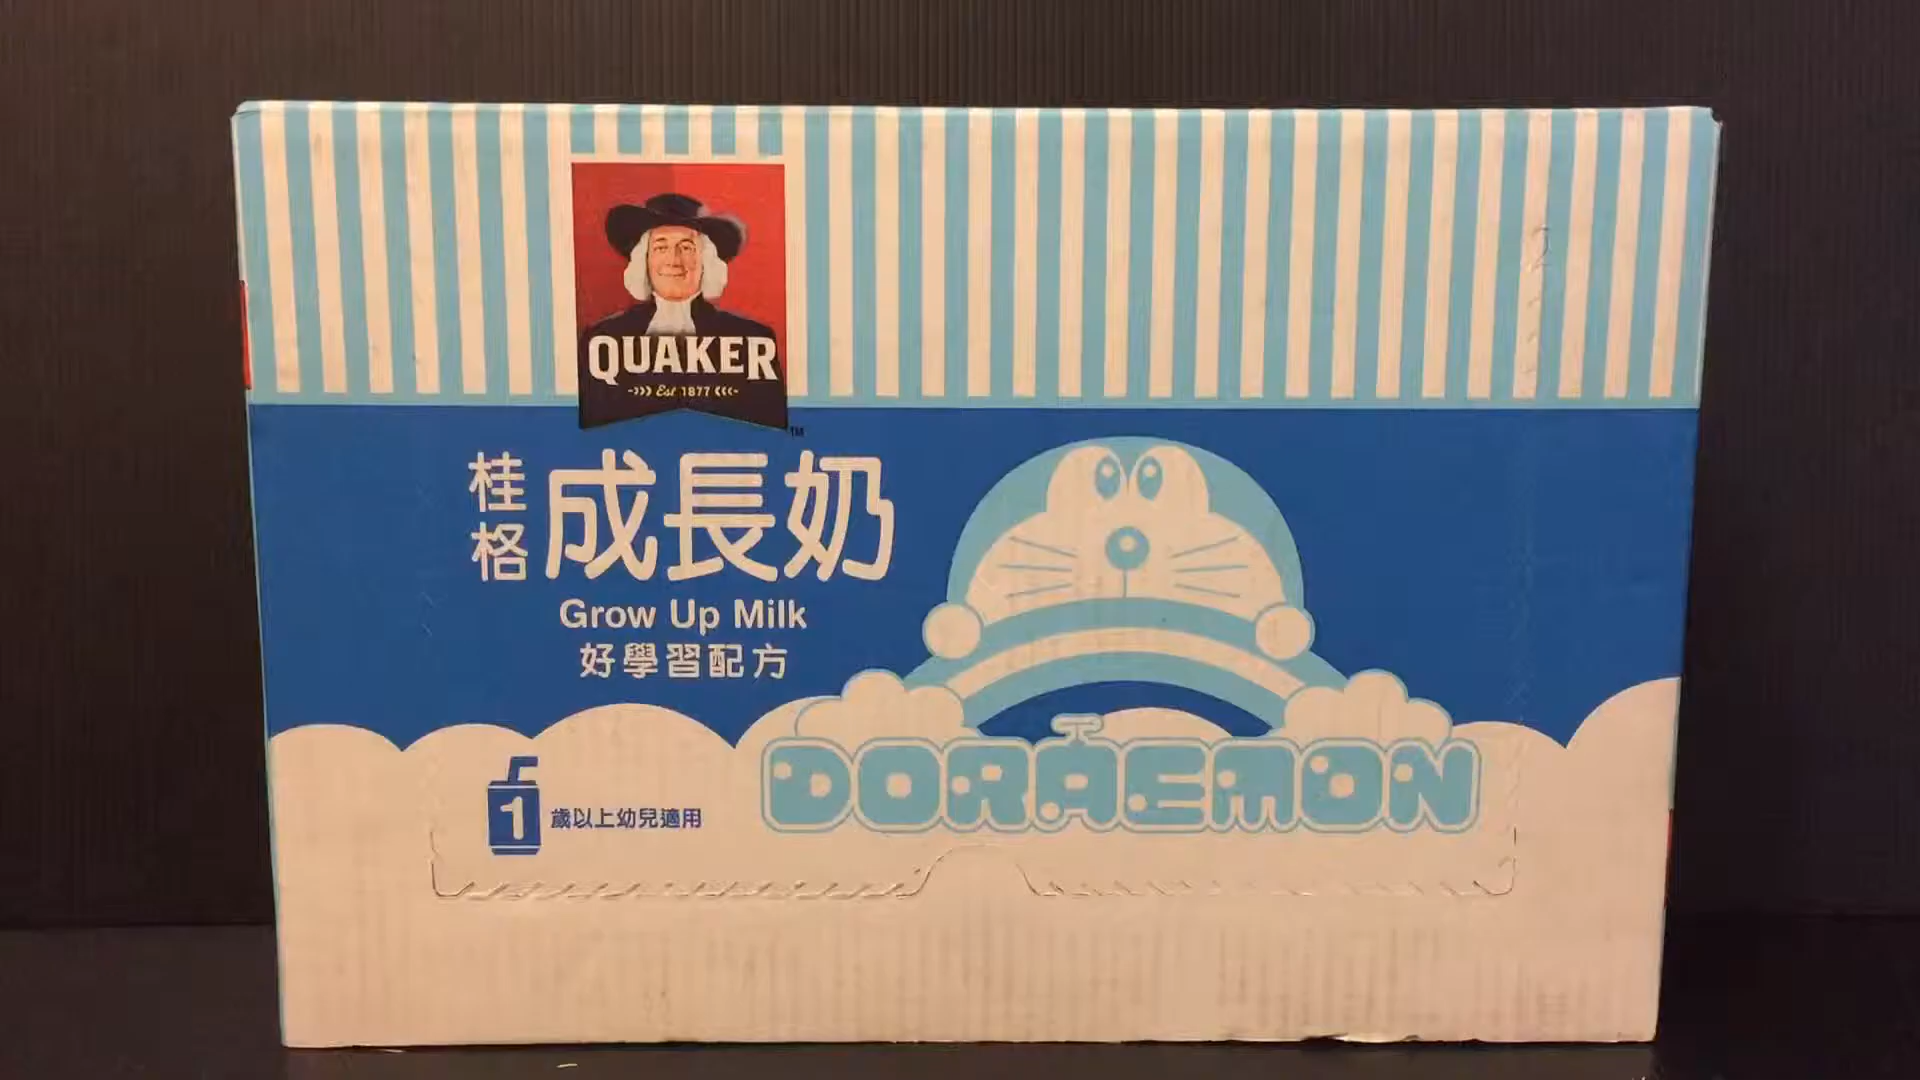 QUAKER
Est 1877
TM
桂格
成長奶
Grow Up Milk
好學習配方
1歲以上幼兒適用
DORAEMON